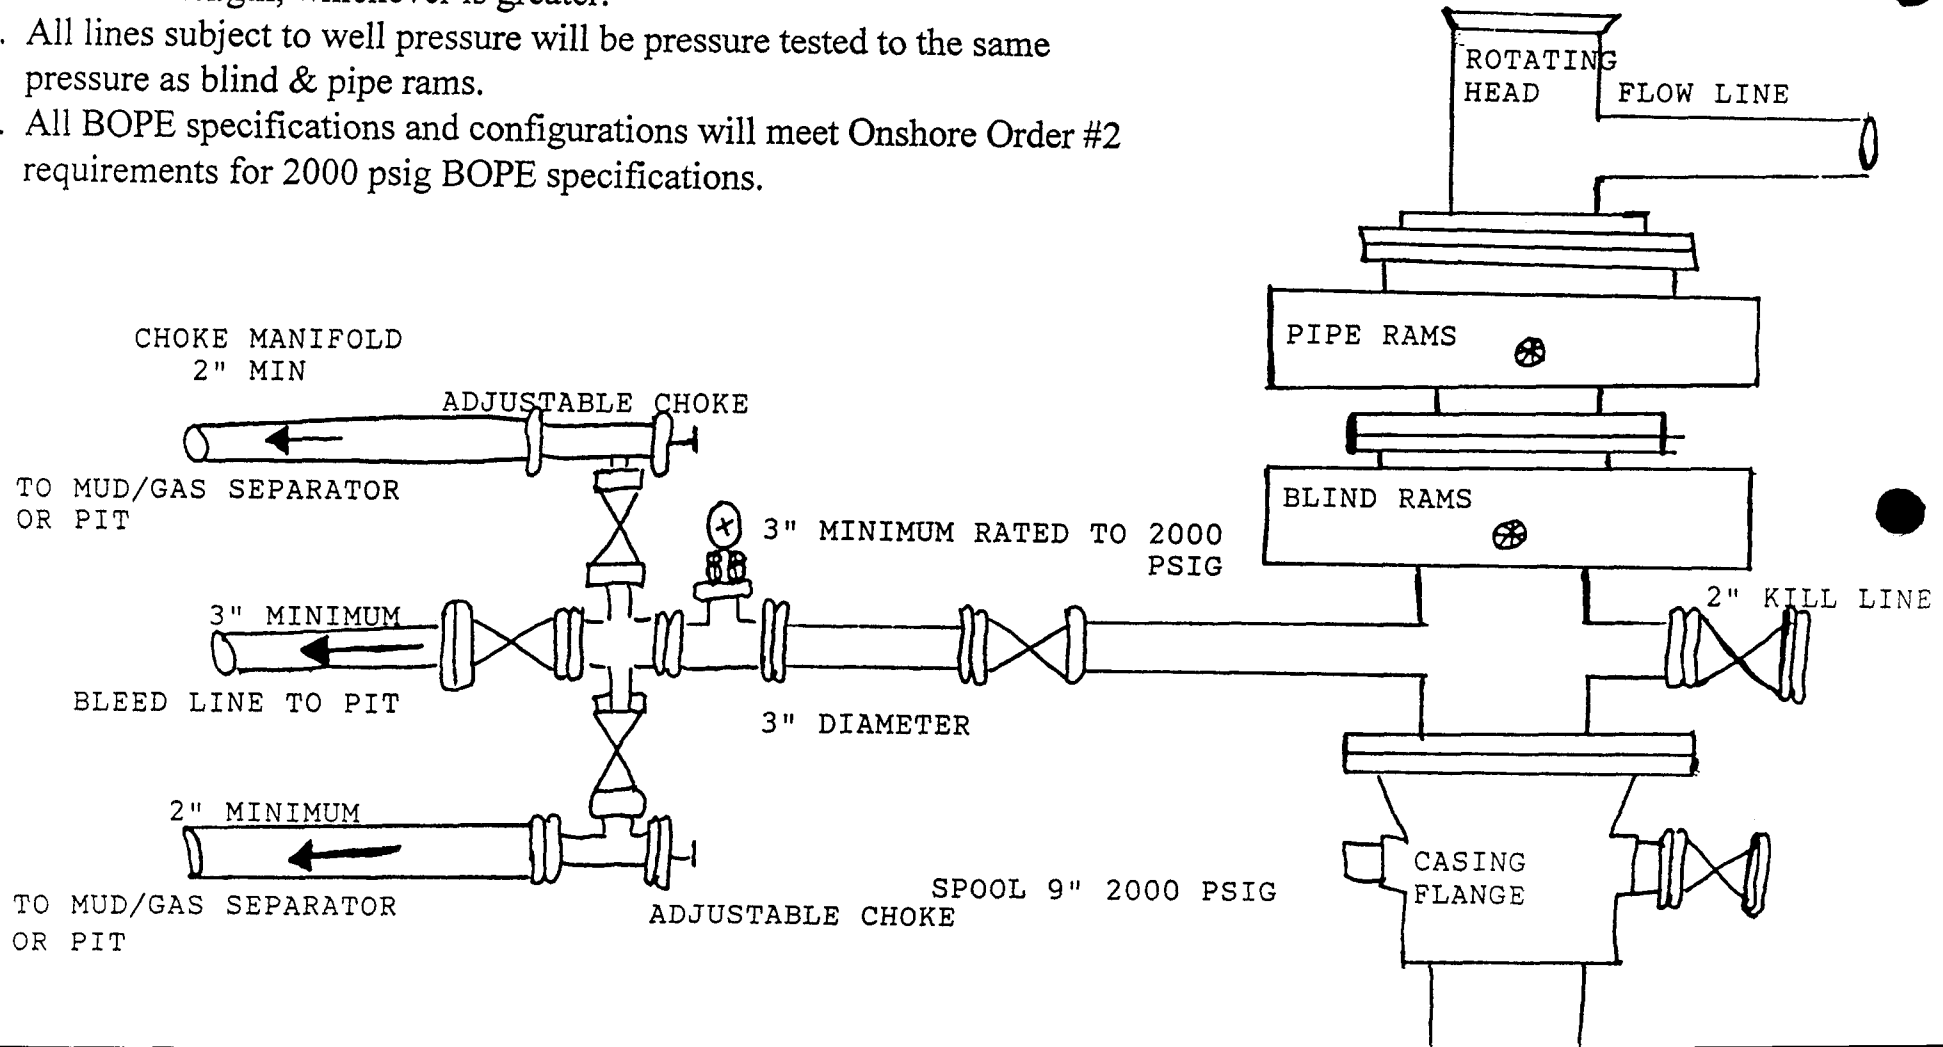 whichever is greater.
. All lines subject to well pressure will be pressure tested to the same
pressure as blind & pipe rams.
. All BOPE specifications and configurations will meet Onshore Order #2
requirements for 2000 psig BOPE specifications.
ROTATING
HEAD
FLOW LINE
PIPE RAMS
CHOKE MANIFOLD
2" MIN
ADJUSTABLE CHOKE
TO MUD/GAS SEPARATOR
OR PIT
BLIND RAMS
3" MINIMUM RATED TO 2000
PSIG
2" KILL LINE
3" MINIMUM
BLEED LINE TO PIT
3" DIAMETER
2" MINIMUM
CASING
FLANGE
SPOOL 9" 2000 PSIG
TO MUD/GAS SEPARATOR
OR PIT
ADJUSTABLE CHOKE